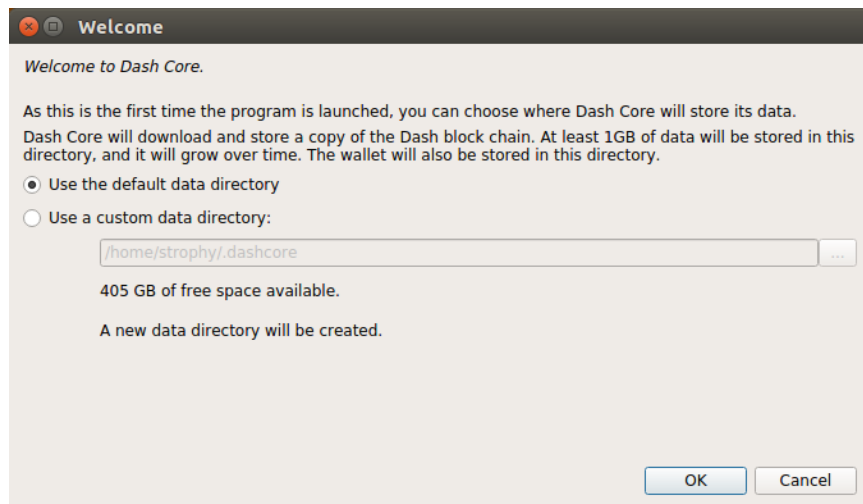 Welcome
Welcome to Dash Core.
As this is the first time the program is launched, you can choose where Dash Core will store its data.
Dash Core will download and store a copy of the Dash block chain. At least 1GB of data will be stored in this
directory, and it will grow over time. The wallet will also be stored in this directory.
Use the default data directory
Use a custom data directory:
/home/strophy/.dashcore
...
405 GB of free space available.
A new data directory will be created.
OK
Cancel